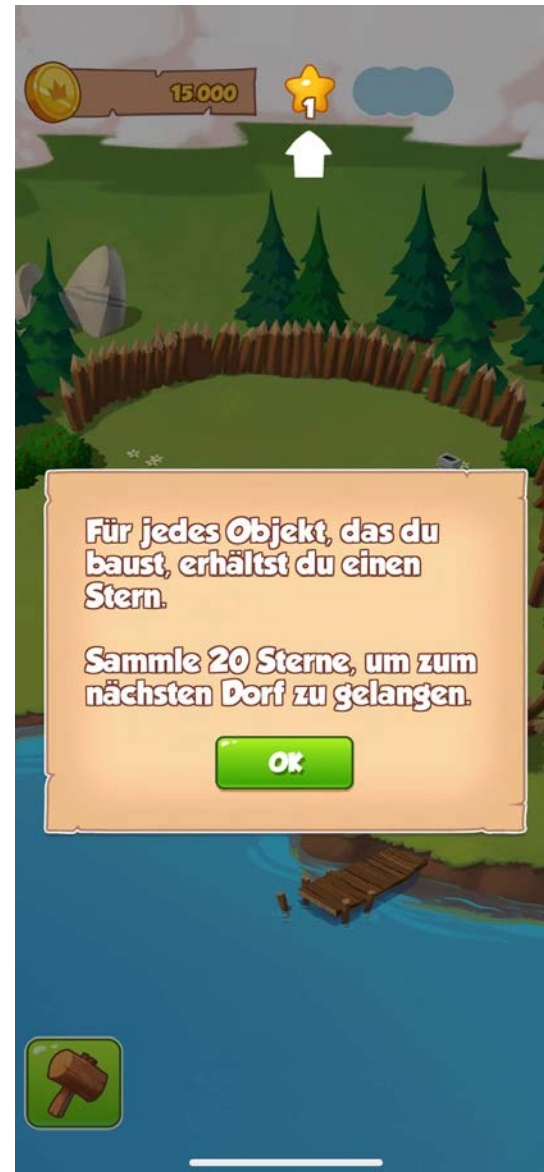 15.000
1
Für jedes Objekt, das du
baust, erhältst du einen
Stern.
Sammle 20 Sterne, um zum
nächsten Dorf zu gelangen.
OK